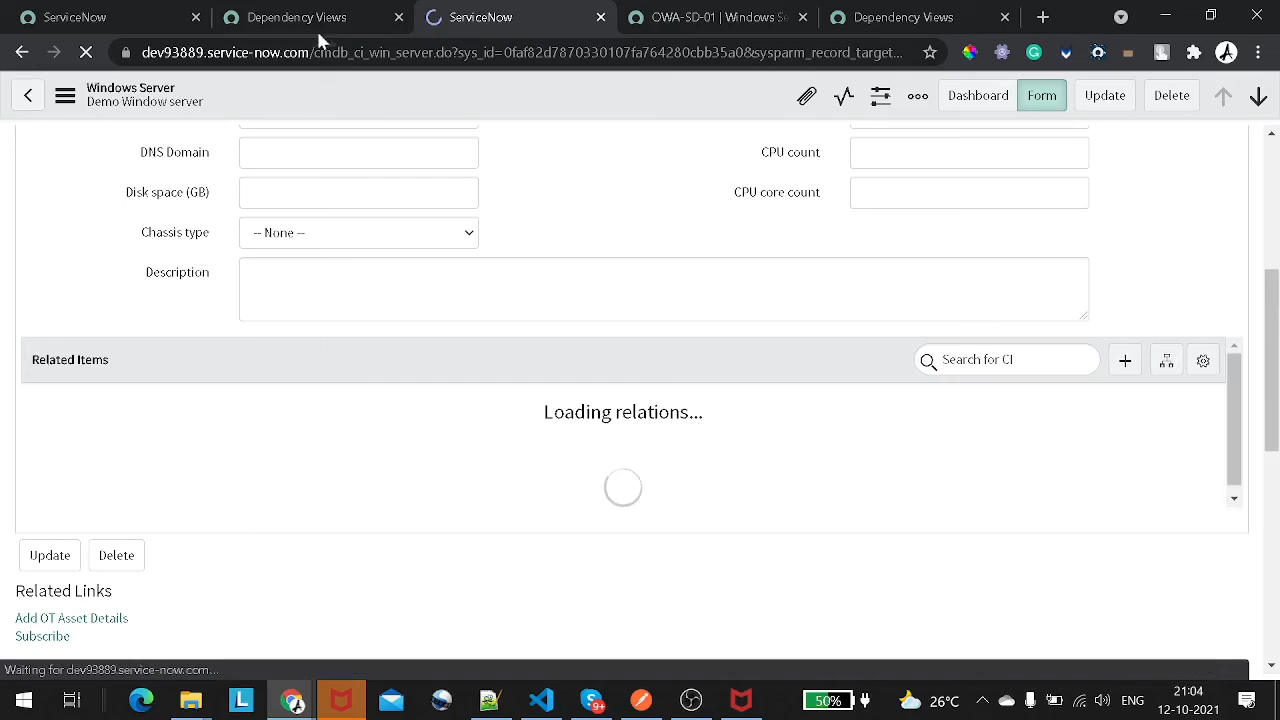 ServiceNow
Dependency Views
ServiceNow
OWA-SD-01 | Windows Se
Dependency Views
dev93889.service-now.com/cmdb_ci_win_server.do?sys_id=0faf82d7870330107fa764280cbb35a0&sysparm_record_target...
Windows Server
Demo Window server
Dashboard
Form
Update
Delete
DNS Domain
CPU count
Disk space (GB)
CPU core count
Chassis type
-- None --
Description
Related Items
Search for CI
Loading relations...
Update
Delete
Related Links
Add OT Asset Details
Subscribe
Waiting for dev93889.service-now.com...
L
9+
50%
26°C
ENG
21:04
12-10-2021